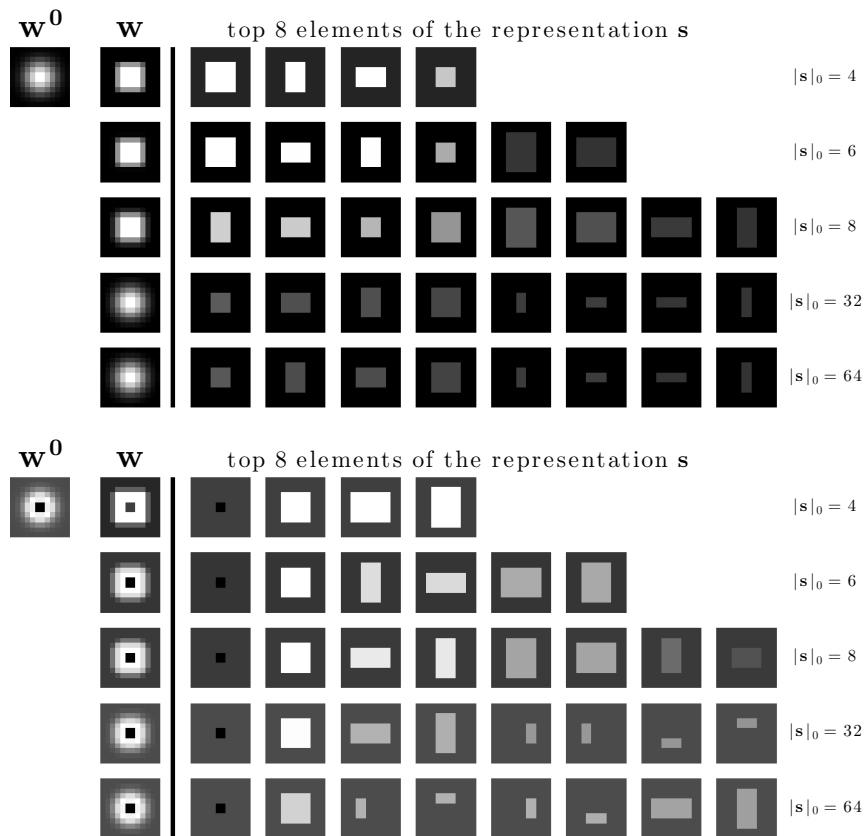 w⁰ w top 8 elements of the representation s
|s|₀ = 4
|s|₀ = 6
|s|₀ = 8
|s|₀ = 32
|s|₀ = 64
w⁰ w top 8 elements of the representation s
|s|₀ = 4
|s|₀ = 6
|s|₀ = 8
|s|₀ = 32
|s|₀ = 64